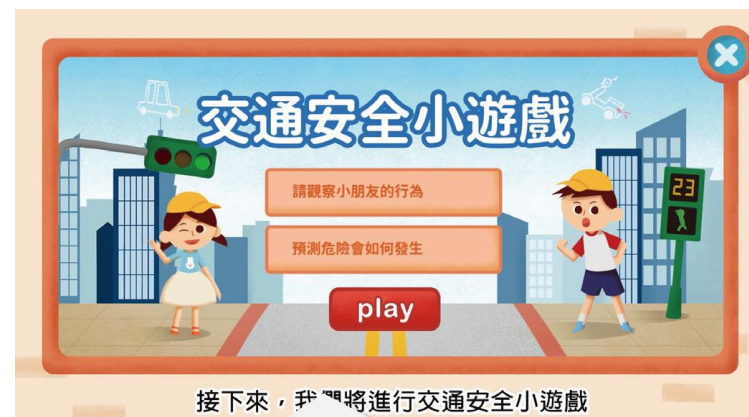 交通安全小遊戲
請觀察小朋友的行為
23
預測危險會如何發生
play
接下來，我們將進行交通安全小遊戲